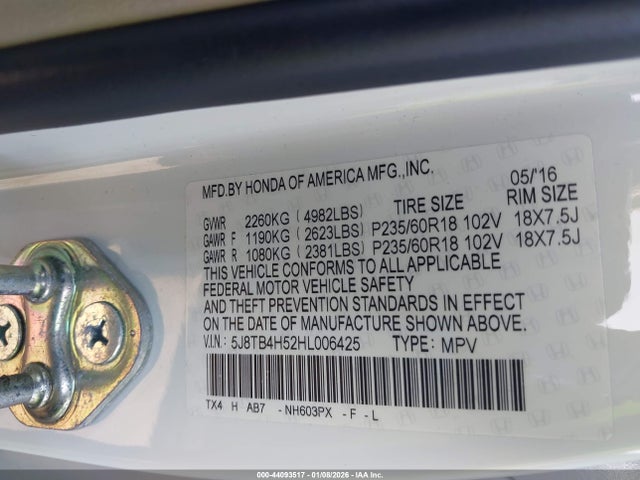 MFD.BY HONDA OF AMERICA MFG.,INC. 05/'16
GVWR 2260KG (4982LBS) TIRE SIZE RIM SIZE
GAWR F 1190KG (2623LBS) P235/60R18 102V 18X7.5J
GAWR R 1080KG (2381LBS) P235/60R18 102V 18X7.5J
THIS VEHICLE CONFORMS TO ALL APPLICABLE
FEDERAL MOTOR VEHICLE SAFETY
AND THEFT PREVENTION STANDARDS IN EFFECT
ON THE DATE OF MANUFACTURE SHOWN ABOVE.
V.I.N: 5J8TB4H52HL006425 TYPE: MPV
TX4 H AB7 -NH603PX -F-L
000-44093517 - 01/08/2026 - IAAI.COM